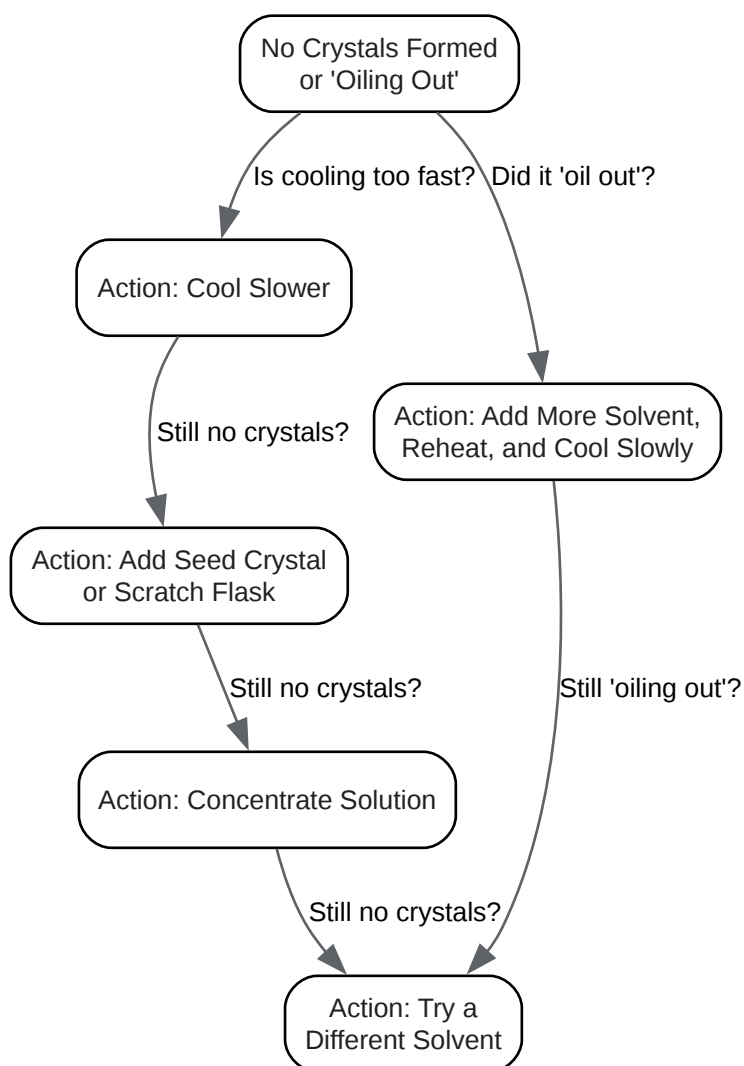 No Crystals Formed
or 'Oiling Out'
Is cooling too fast?
Did it 'oil out'?
Action: Cool Slower
Action: Add More Solvent,
Reheat, and Cool Slowly
Still no crystals?
Action: Add Seed Crystal
or Scratch Flask
Still no crystals?
Still 'oiling out'?
Action: Concentrate Solution
Still no crystals?
Action: Try a
Different Solvent